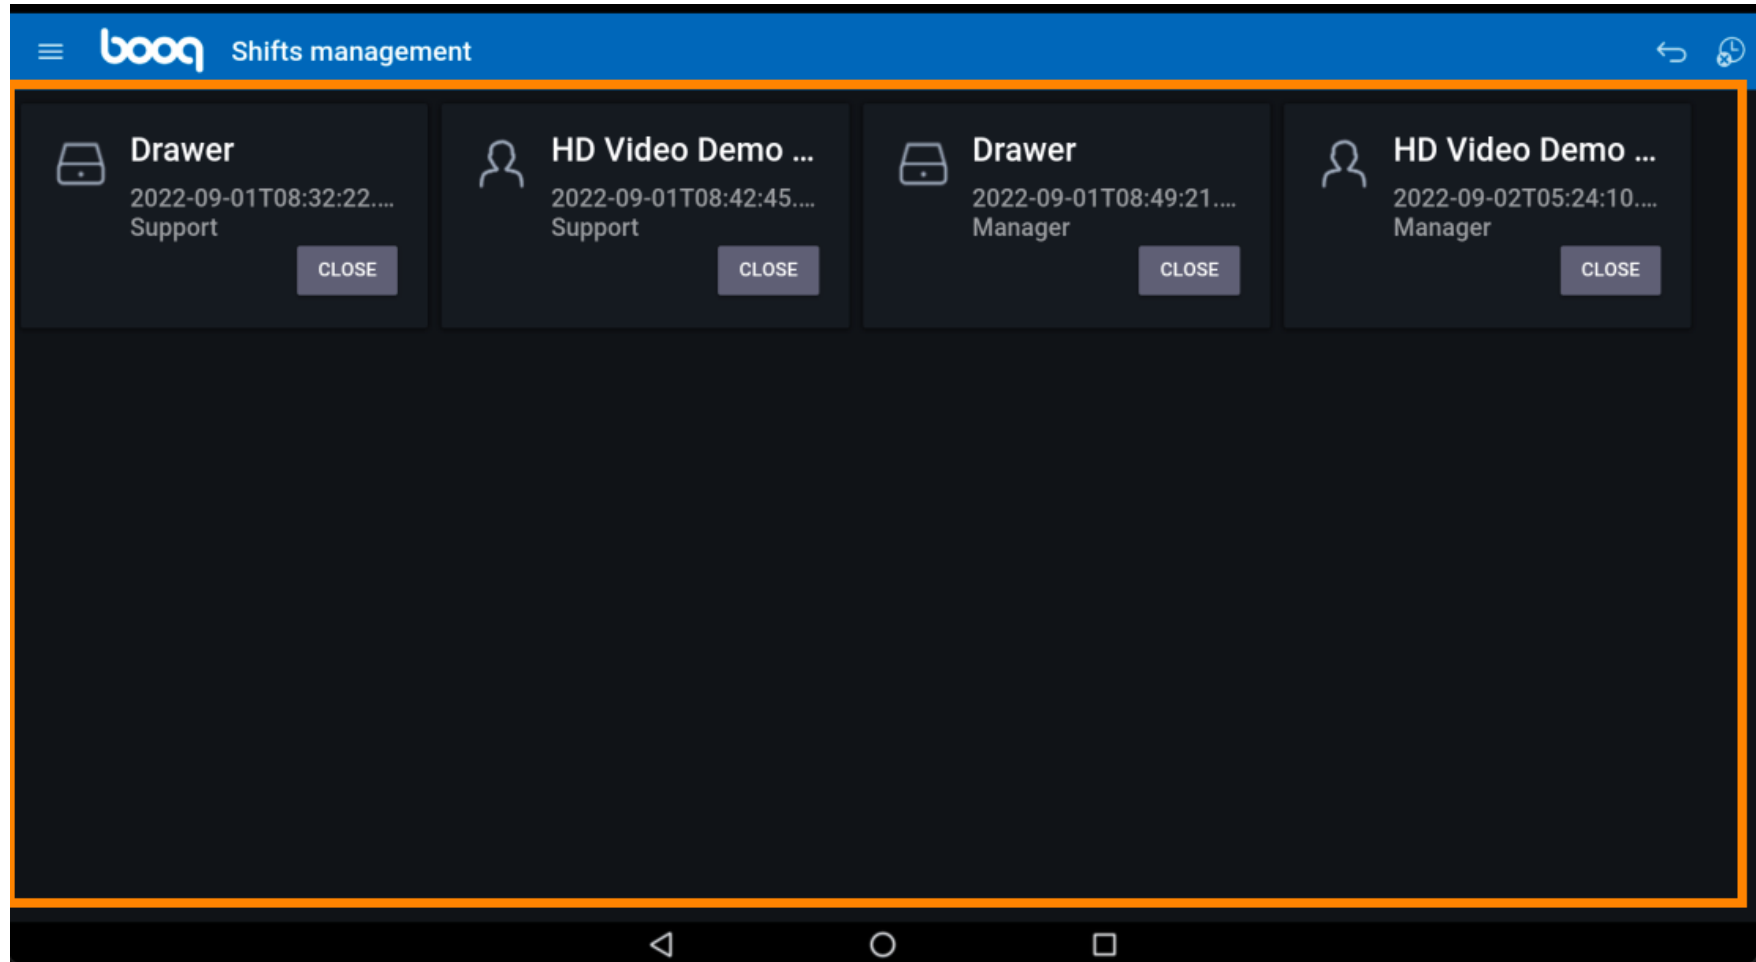 booq Shifts management
Drawer
2022-09-01T08:32:22....
Support
CLOSE
HD Video Demo ...
2022-09-01T08:42:45....
Support
CLOSE
Drawer
2022-09-01T08:49:21....
Manager
CLOSE
HD Video Demo ...
2022-09-02T05:24:10....
Manager
CLOSE